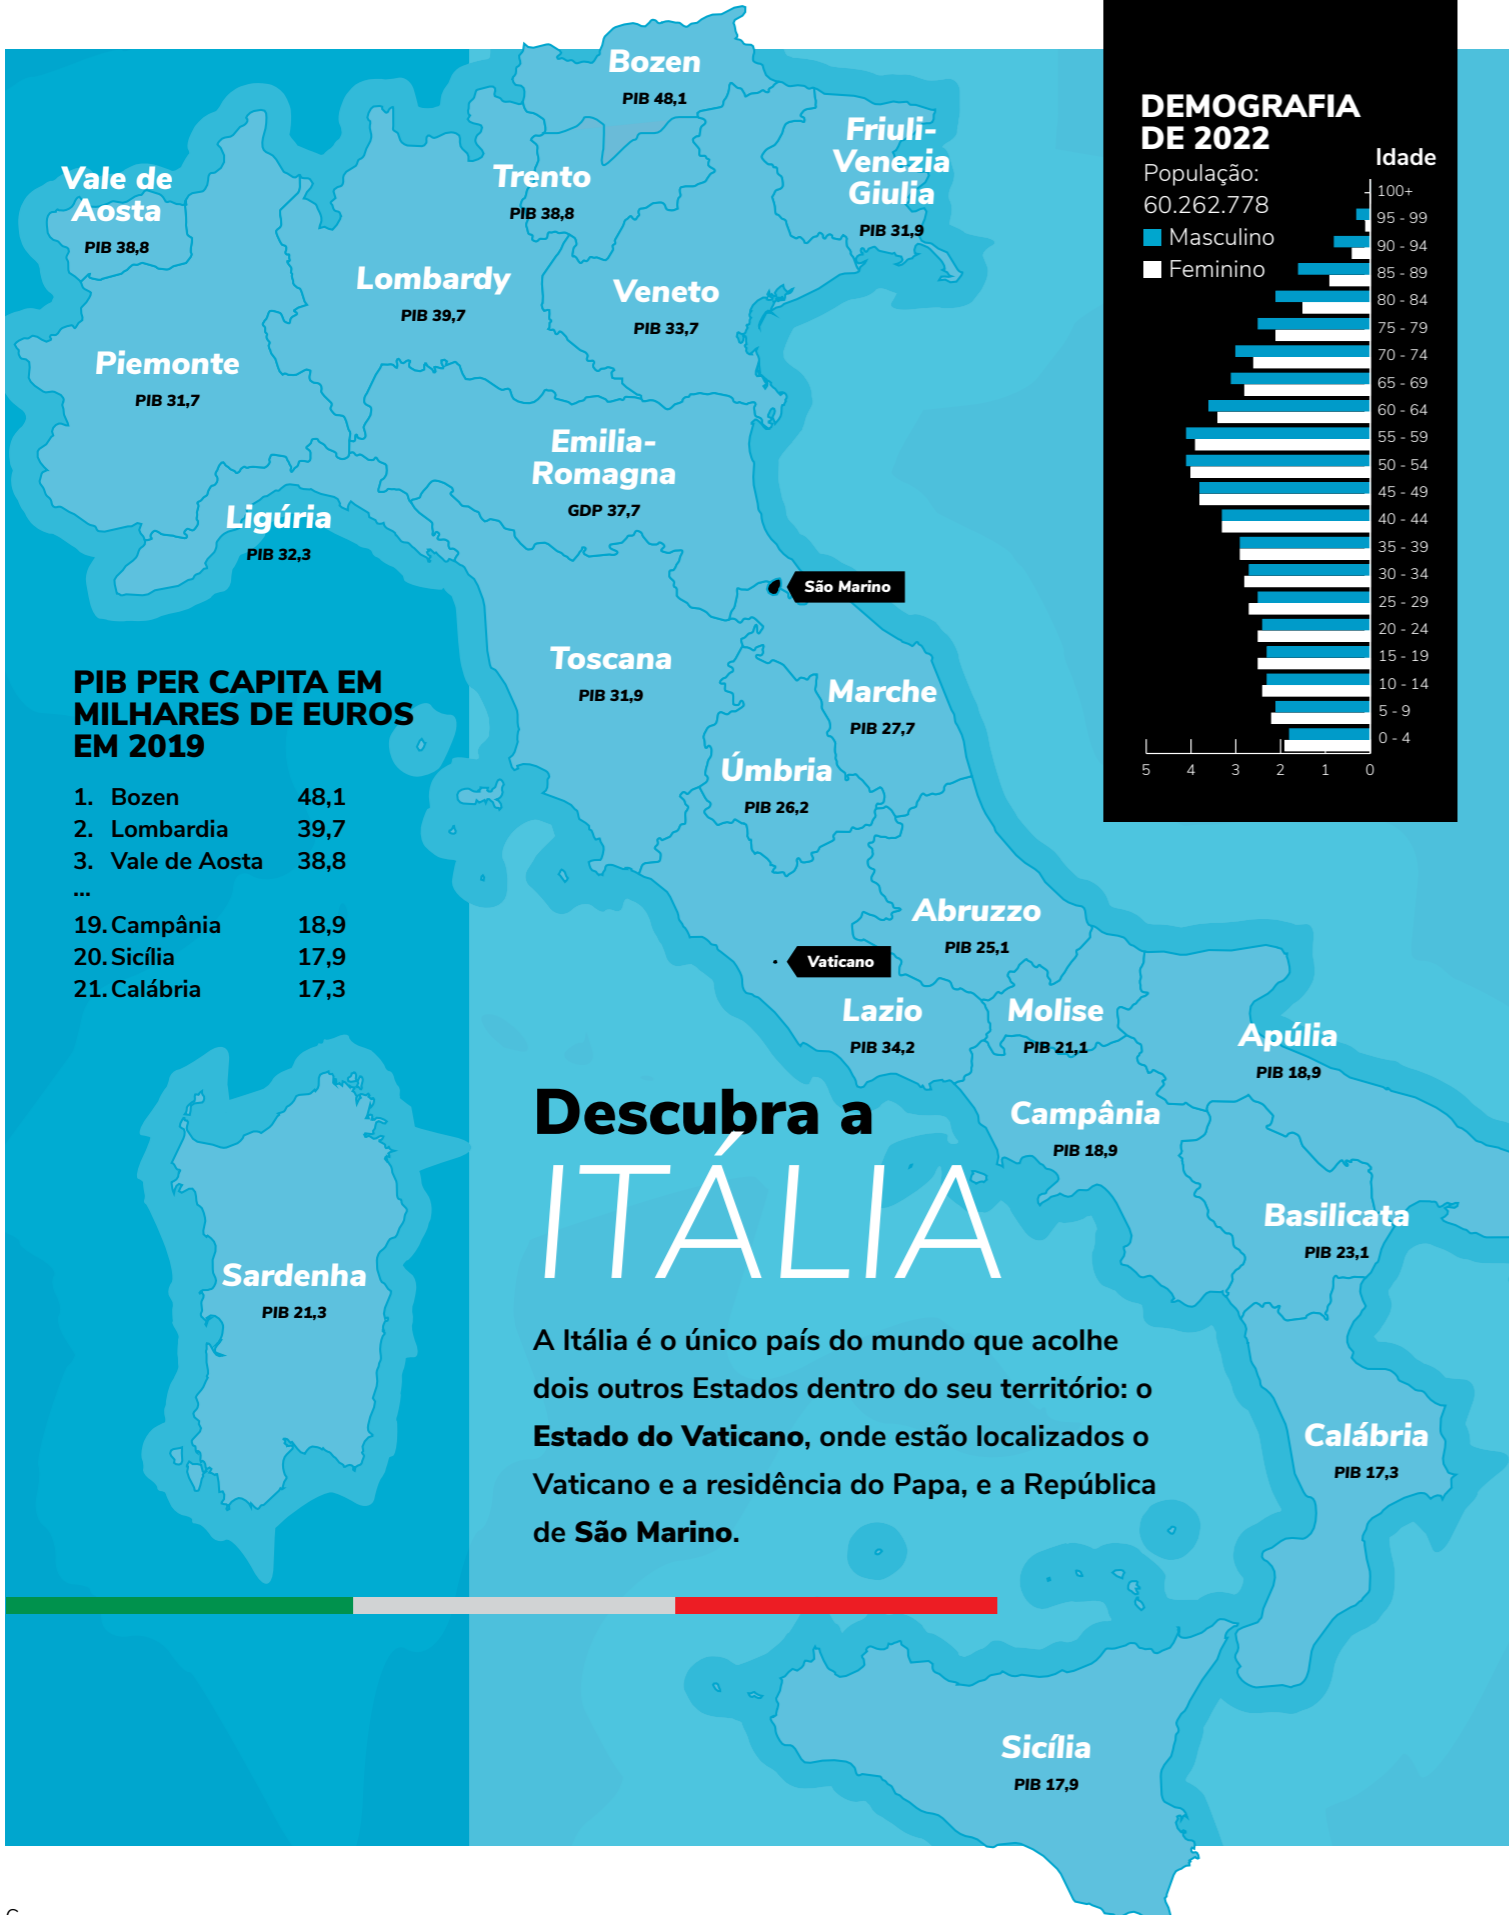 Bozen
PIB 48,1
Friuli-
Venezia
Giulia
PIB 31,9
Vale de
Aosta
PIB 38,8
Trento
PIB 38,8
Lombardy
PIB 39,7
Veneto
PIB 33,7
Piemonte
PIB 31,7
Emilia-
Romagna
GDP 37,7
Ligúria
PIB 32,3
São Marino
Toscana
PIB 31,9
Marche
PIB 27,7
Úmbria
PIB 26,2
Abruzzo
PIB 25,1
Vaticano
Lazio
PIB 34,2
Molise
PIB 21,1
Apúlia
PIB 18,9
Campânia
PIB 18,9
Basilicata
PIB 23,1
Sardenha
PIB 21,3
Calábria
PIB 17,3
Sicília
PIB 17,9
DEMOGRAFIA
DE 2022
População:
60.262.778
Masculino
Feminino
Idade
100+
95 - 99
90 - 94
85 - 89
80 - 84
75 - 79
70 - 74
65 - 69
60 - 64
55 - 59
50 - 54
45 - 49
40 - 44
35 - 39
30 - 34
25 - 29
20 - 24
15 - 19
10 - 14
5 - 9
0 - 4
5 4 3 2 1 0
PIB PER CAPITA EM
MILHARES DE EUROS
EM 2019
1. Bozen 48,1
2. Lombardia 39,7
3. Vale de Aosta 38,8
...
19. Campânia 18,9
20. Sicília 17,9
21. Calábria 17,3
Descubra a
ITÁLIA
A Itália é o único país do mundo que acolhe
dois outros Estados dentro do seu território: o
Estado do Vaticano, onde estão localizados o
Vaticano e a residência do Papa, e a República
de São Marino.